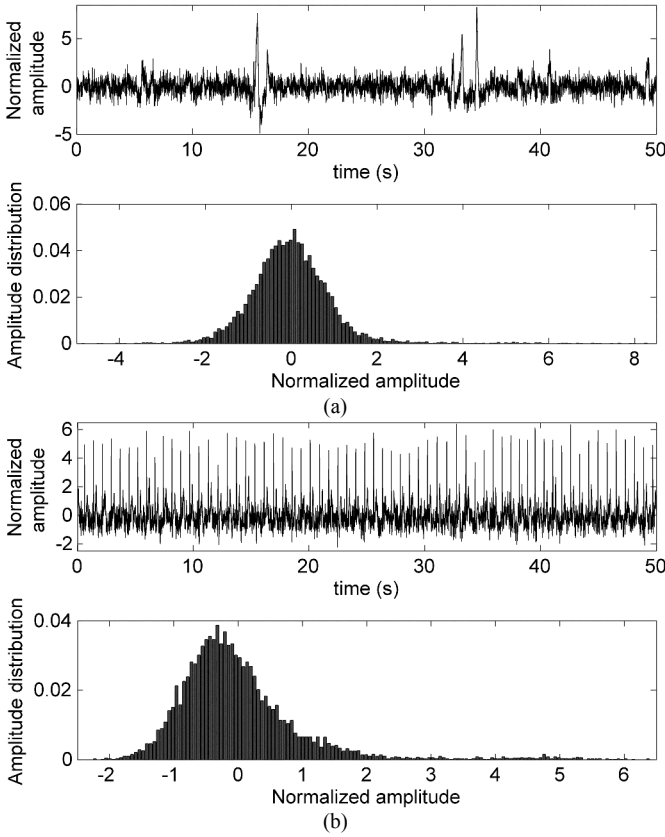 Normalized
amplitude
5
0
-5
0 10 20 30 40 50
time (s)
Amplitude distribution
0.06
0.04
0.02
0
-4 -2 0 2 4 6 8
Normalized amplitude
(a)
Normalized
amplitude
6
4
2
0
-2
0 10 20 30 40 50
time (s)
Amplitude distribution
0.04
0.02
0
-2 -1 0 1 2 3 4 5 6
Normalized amplitude
(b)